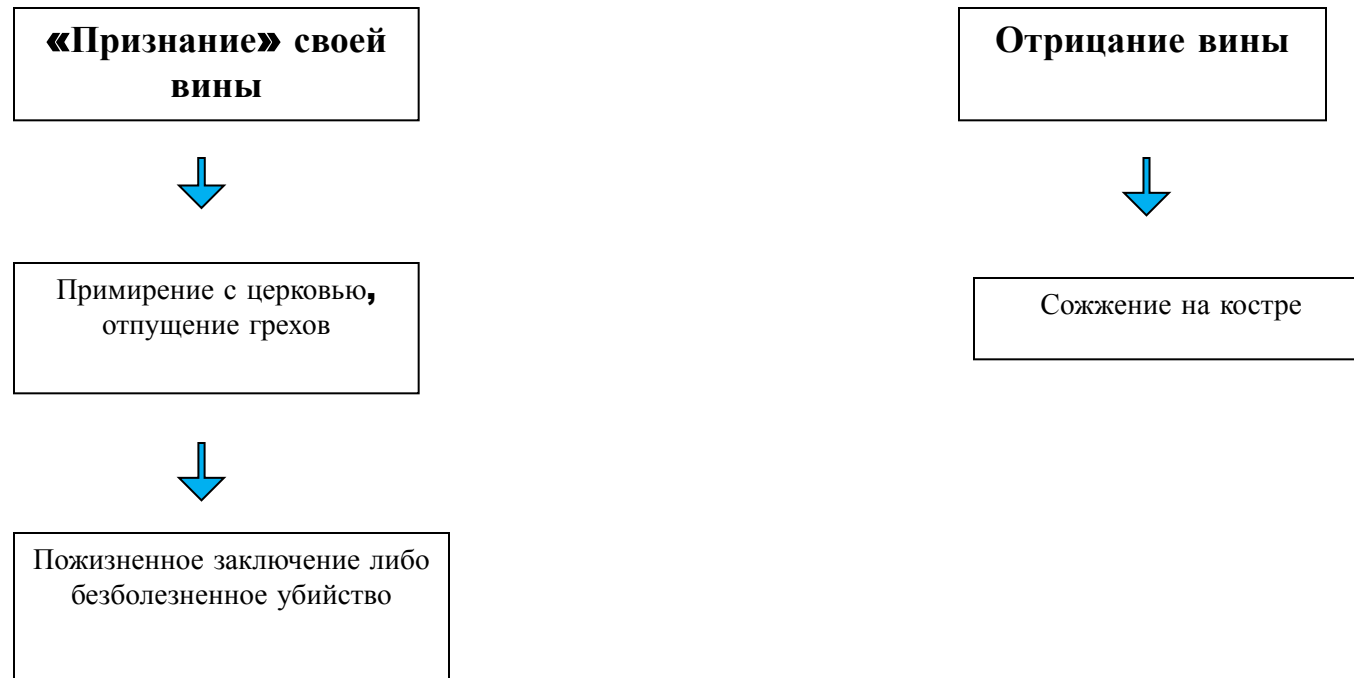 «Признание» своей
вины
Отрицание вины
Примирение с церковью,
отпущение грехов
Сожжение на костре
Пожизненное заключение либо
безболезненное убийство